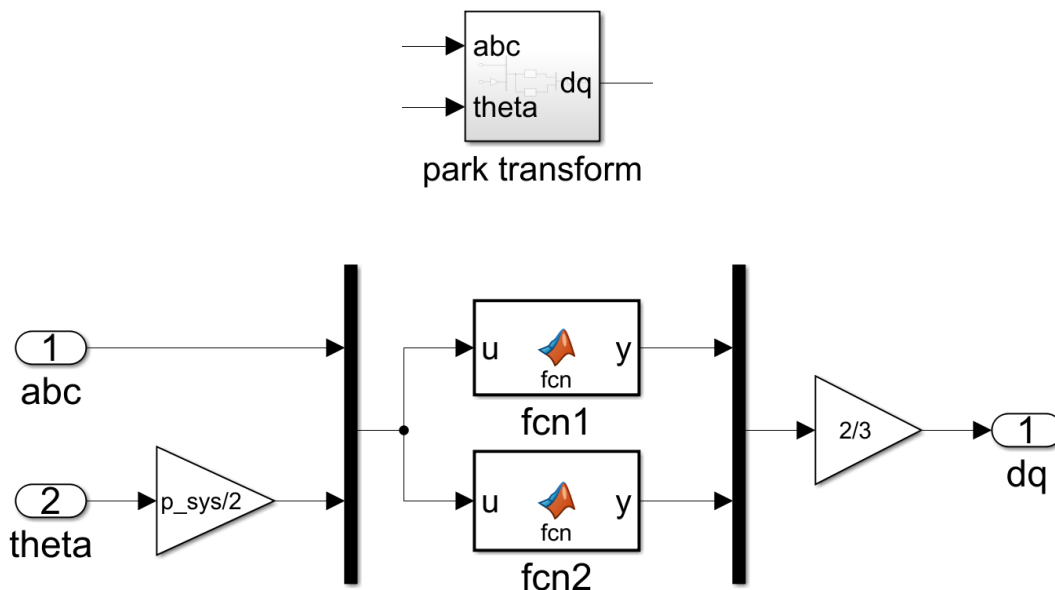 abc
dq
theta
park transform
1
u y
fcn
abc
fcn1
2/3
1
dq
p_sys/2
2
u y
fcn
theta
fcn2